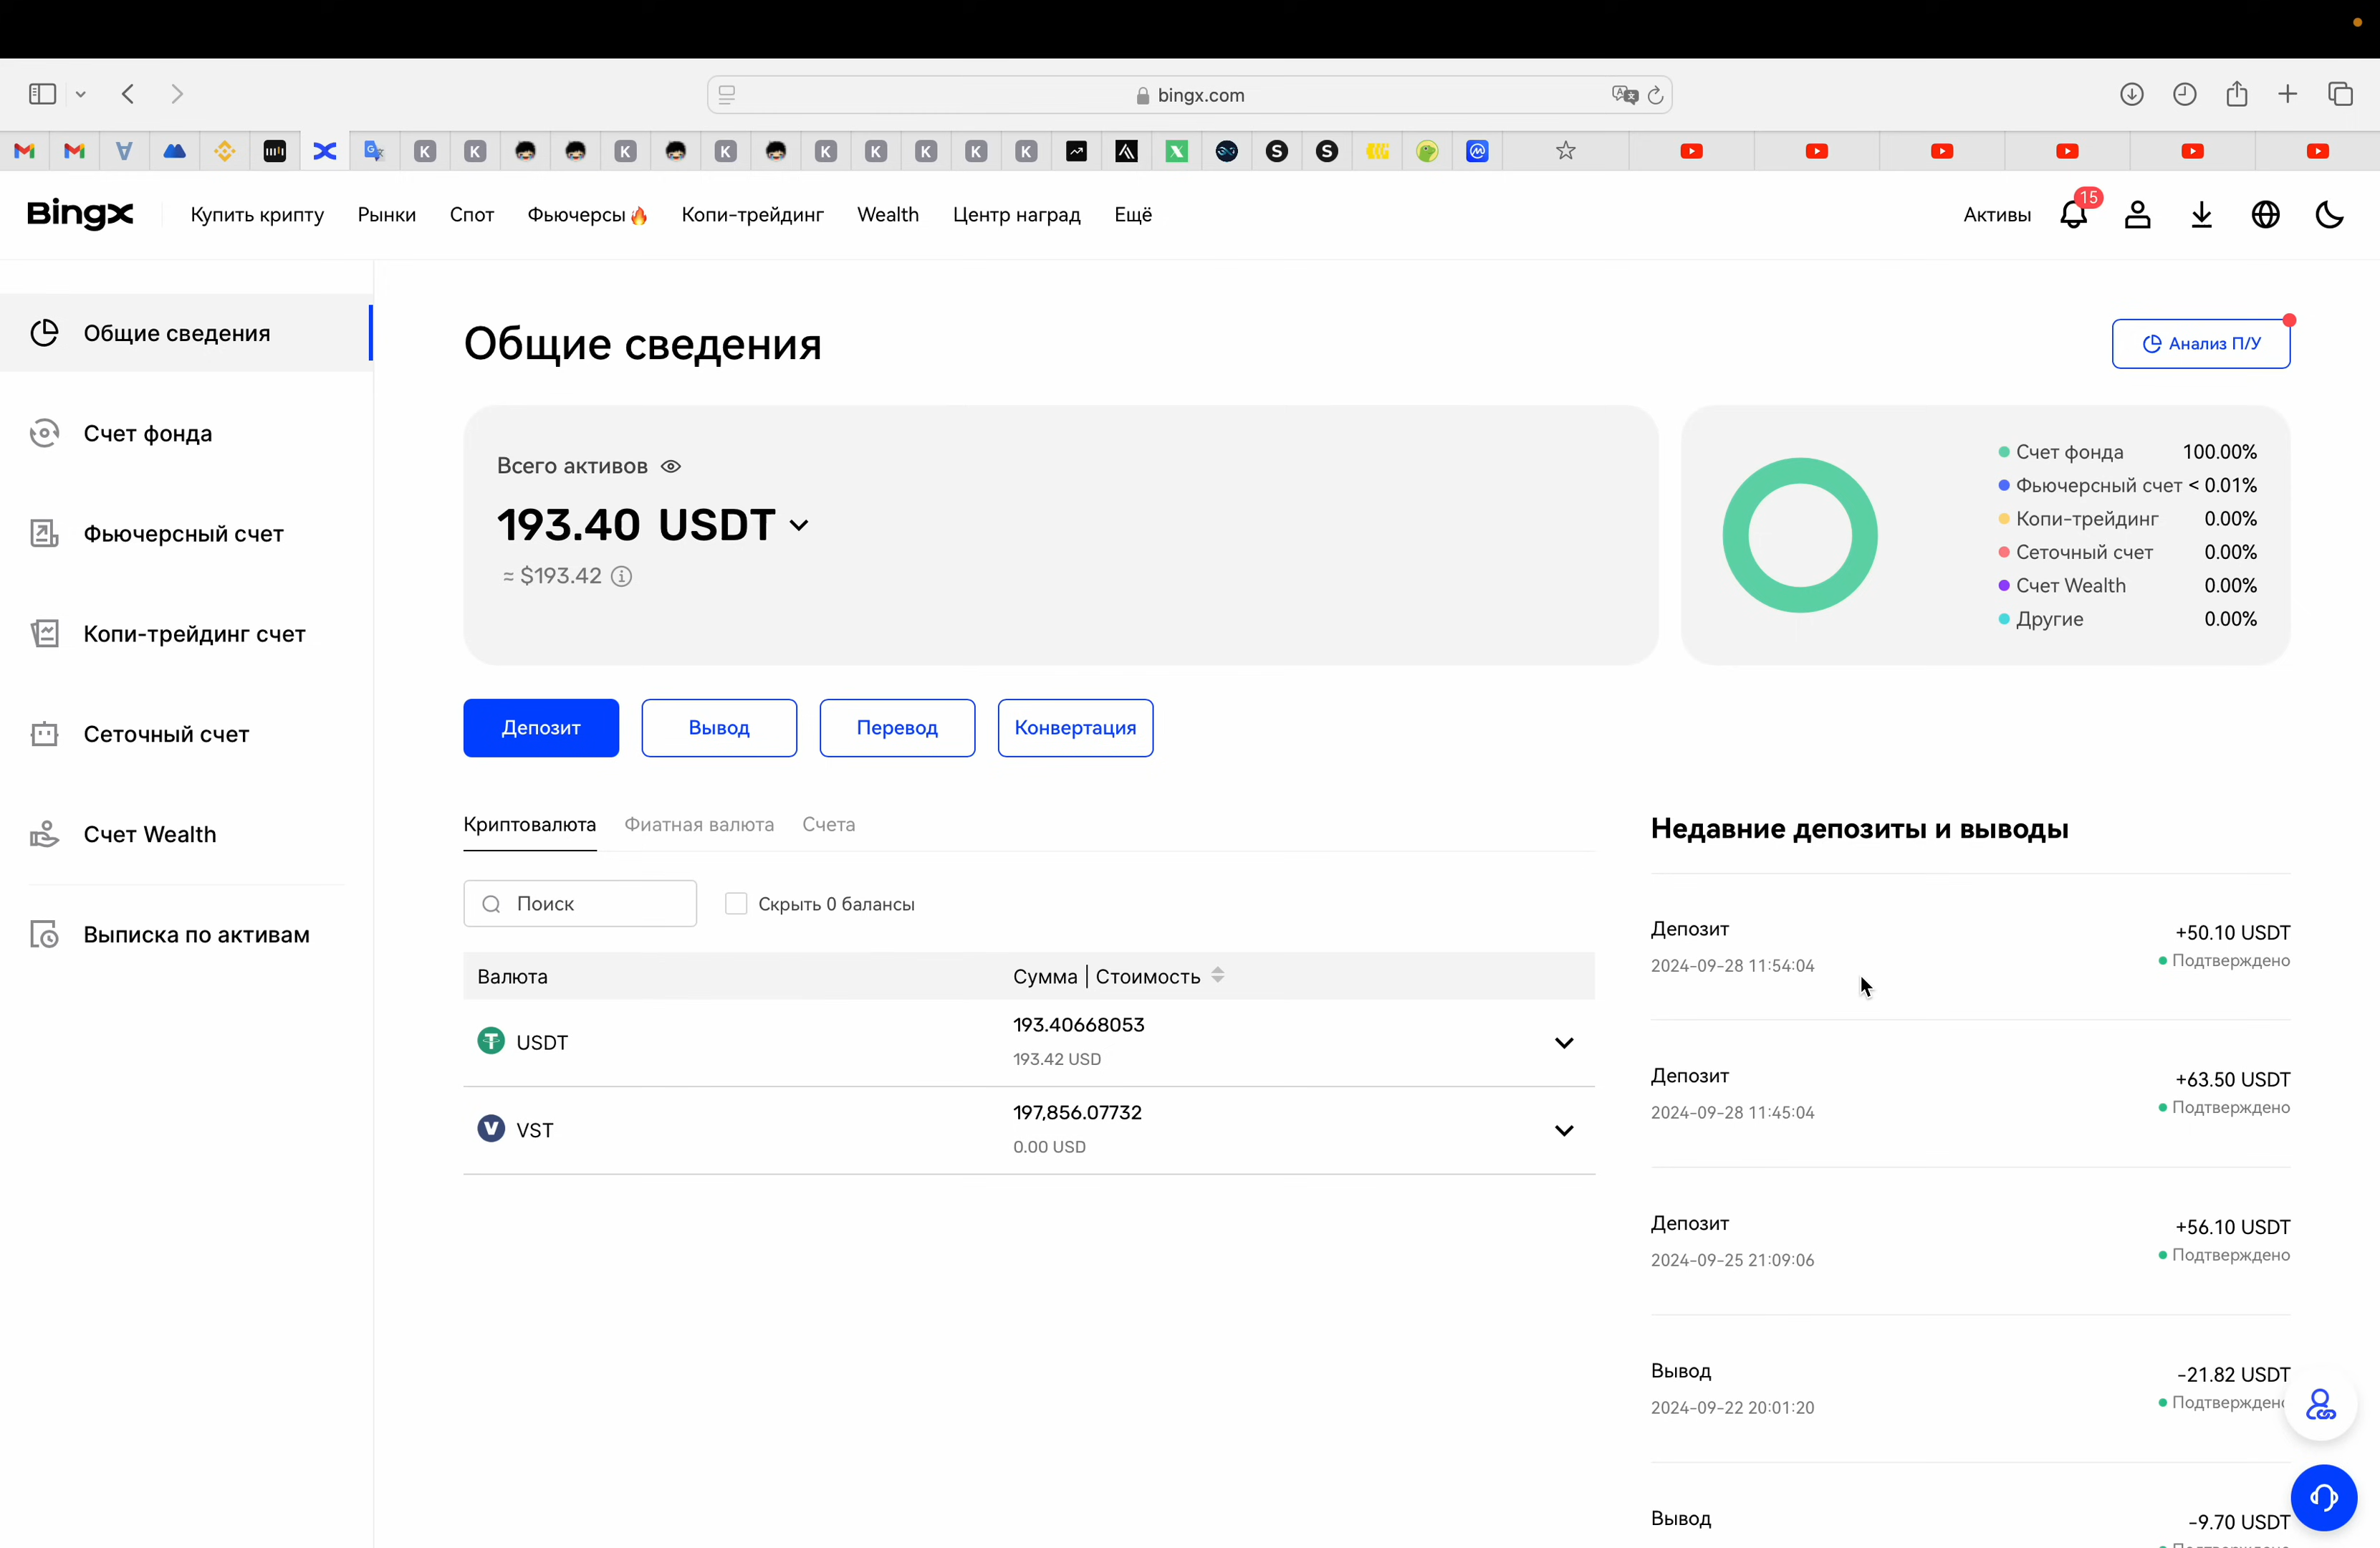 bingx.com
BingX
Купить крипту
Рынки
Спот
Фьючерсы
Копи-трейдинг
Wealth
Центр наград
Ещё
Активы
15
Общие сведения
Счет фонда
Фьючерсный счет
Копи-трейдинг счет
Сеточный счет
Счет Wealth
Выписка по активам
Общие сведения
Анализ П/У
Всего активов
193.40 USDT
≈ $193.42
Счет фонда 100.00%
Фьючерсный счет < 0.01%
Копи-трейдинг 0.00%
Сеточный счет 0.00%
Счет Wealth 0.00%
Другие 0.00%
Депозит
Вывод
Перевод
Конвертация
Криптовалюта
Фиатная валюта
Счета
Поиск
Скрыть 0 балансы
Валюта
Сумма | Стоимость
USDT
193.40668053
193.42 USD
VST
197,856.07732
0.00 USD
Недавние депозиты и выводы
Депозит +50.10 USDT
2024-09-28 11:54:04 Подтверждено
Депозит +63.50 USDT
2024-09-28 11:45:04 Подтверждено
Депозит +56.10 USDT
2024-09-25 21:09:06 Подтверждено
Вывод -21.82 USDT
2024-09-22 20:01:20 Подтвержден
Вывод -9.70 USDT